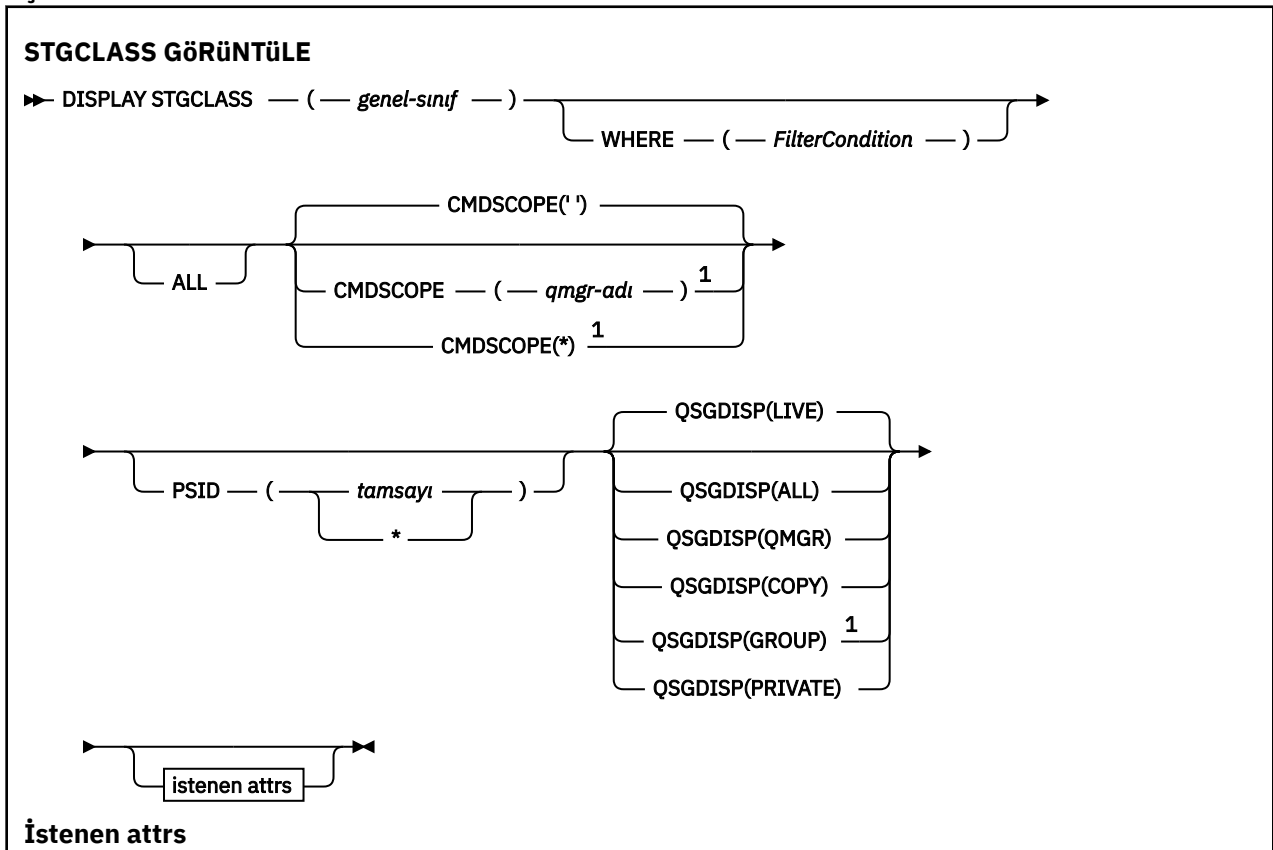 STGCLASS GöRüNTüLE
DISPLAY STGCLASS ( genel-sınıf )
WHERE ( FilterCondition )
CMDSCOPE(' ')
ALL
CMDSCOPE ( qmgr-adı ) 1
CMDSCOPE(*) 1
QSGDISP(LIVE)
PSID ( tamsayı )
*
QSGDISP(ALL)
QSGDISP(QMGR)
QSGDISP(COPY)
QSGDISP(GROUP) 1
QSGDISP(PRIVATE)
istenen attrs
İstenen attrs